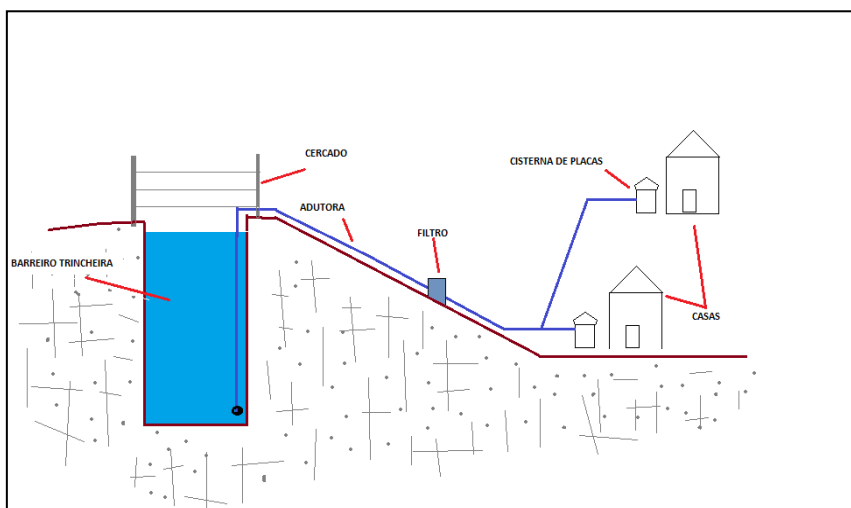 CERCADO
CISTERNA DE PLACAS
ADUTORA
FILTRO
BARREIRO TRINCHEIRA
CASAS